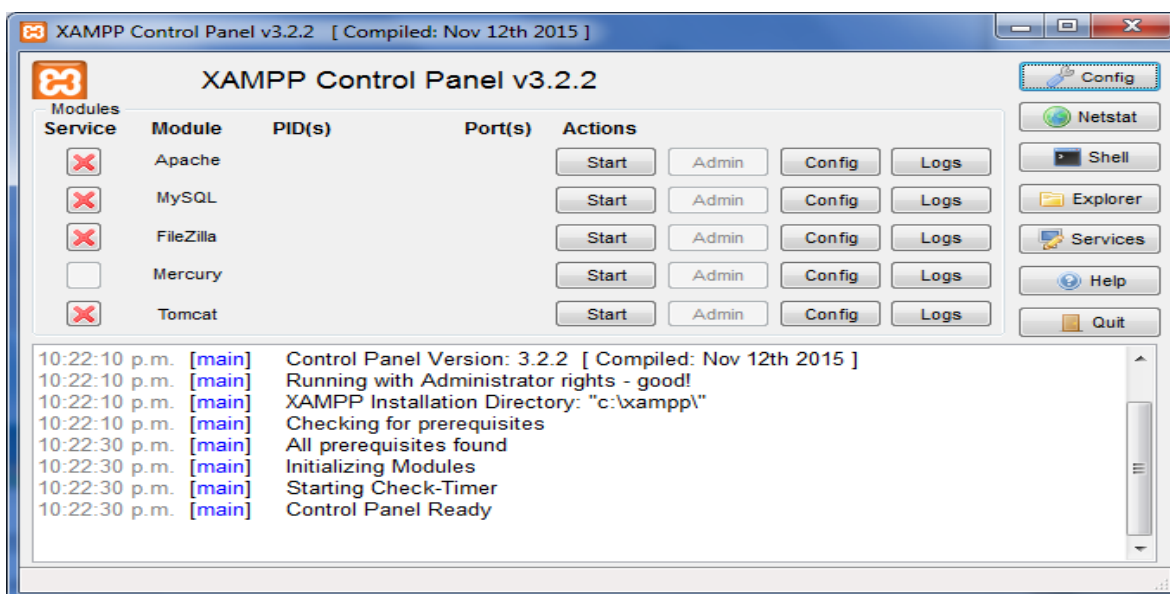 XAMPP Control Panel v3.2.2 [ Compiled: Nov 12th 2015 ]
XAMPP Control Panel v3.2.2
Config
Modules
Service Module PID(s) Port(s) Actions
Netstat
Apache Start Admin Config Logs
Shell
MySQL Start Admin Config Logs
Explorer
FileZilla Start Admin Config Logs
Services
Mercury Start Admin Config Logs
Help
Tomcat Start Admin Config Logs
Quit
10:22:10 p.m. [main] Control Panel Version: 3.2.2 [ Compiled: Nov 12th 2015 ]
10:22:10 p.m. [main] Running with Administrator rights - good!
10:22:10 p.m. [main] XAMPP Installation Directory: "c:\xampp\"
10:22:10 p.m. [main] Checking for prerequisites
10:22:30 p.m. [main] All prerequisites found
10:22:30 p.m. [main] Initializing Modules
10:22:30 p.m. [main] Starting Check-Timer
10:22:30 p.m. [main] Control Panel Ready